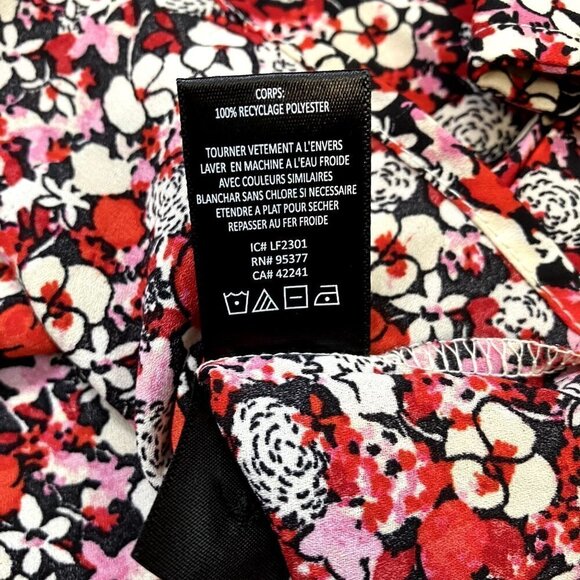 CORPS:
100% RECYCLAGE POLYESTER
TOURNER VETEMENT A L'ENVERS
LAVER EN MACHINE A L'EAU FROIDE
AVEC COULEURS SIMILAIRES
BLANCHAR SANS CHLORE SI NECESSAIRE
ETENDRE A PLAT POUR SECHER
REPASSER AU FER FROIDE
IC# LF2301
RN# 95377
CA# 42241